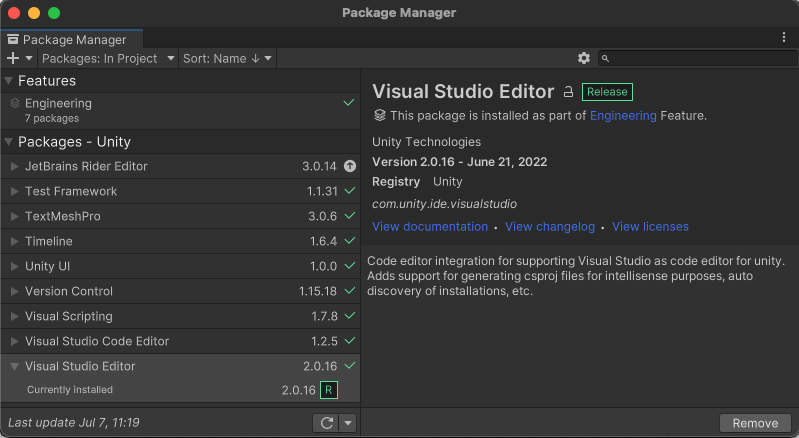 Package Manager
Package Manager
Packages: In Project
Sort: Name ↓
Features
Engineering
7 packages
Packages - Unity
JetBrains Rider Editor 3.0.14
Test Framework 1.1.31
TextMeshPro 3.0.6
Timeline 1.6.4
Unity UI 1.0.0
Version Control 1.15.18
Visual Scripting 1.7.8
Visual Studio Code Editor 1.2.5
Visual Studio Editor 2.0.16
Currently installed 2.0.16 R
Last update Jul 7, 11:19
Visual Studio Editor Release
This package is installed as part of Engineering Feature.
Unity Technologies
Version 2.0.16 - June 21, 2022
Registry Unity
com.unity.ide.visualstudio
View documentation • View changelog • View licenses
Code editor integration for supporting Visual Studio as code editor for unity.
Adds support for generating csproj files for intellisense purposes, auto
discovery of installations, etc.
Remove